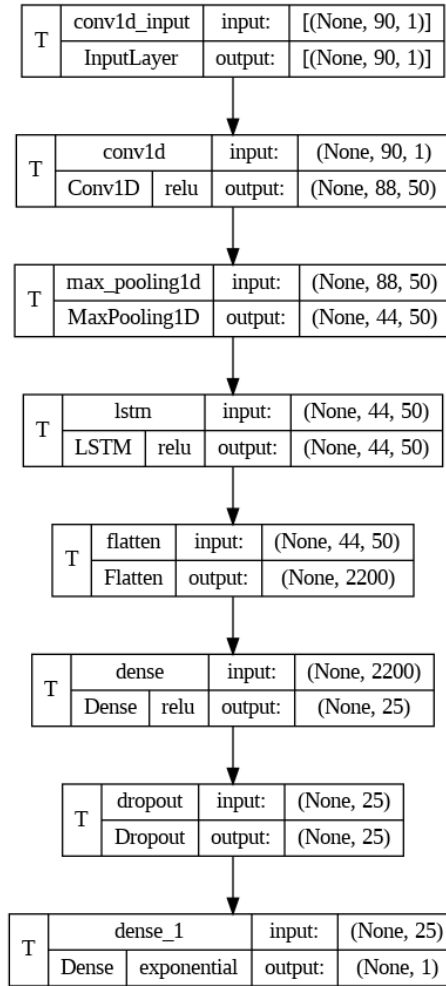 T conv1d_input input: [(None, 90, 1)]
InputLayer output: [(None, 90, 1)]
T conv1d input: (None, 90, 1)
Conv1D relu output: (None, 88, 50)
T max_pooling1d input: (None, 88, 50)
MaxPooling1D output: (None, 44, 50)
T lstm input: (None, 44, 50)
LSTM relu output: (None, 44, 50)
T flatten input: (None, 44, 50)
Flatten output: (None, 2200)
T dense input: (None, 2200)
Dense relu output: (None, 25)
T dropout input: (None, 25)
Dropout output: (None, 25)
T dense_1 input: (None, 25)
Dense exponential output: (None, 1)